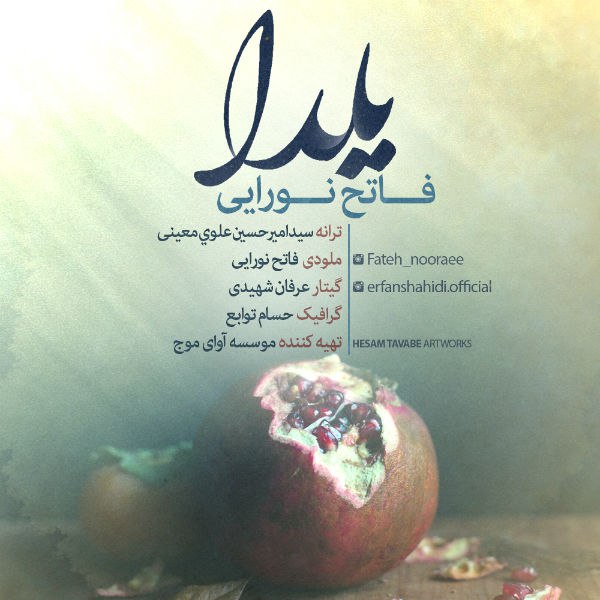 یلدا
فاتح نورایی
ترانه سیدامیرحسین علوي معینی
ملودی فاتح نورایی
Fateh_nooraee
گیتار عرفان شهیدی
erfanshahidi.official
گرافیک حسام توابع
تهیه کننده موسسه آوای موج
HESAM TAVABE ARTWORKS